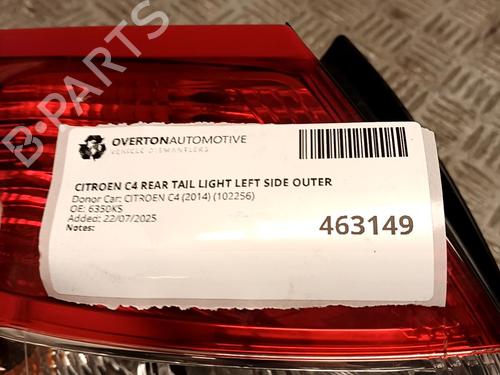 B-PARTS
OVERTONAUTOMOTIVE
VEHICLE DISMANTLERS
CITROEN C4 REAR TAIL LIGHT LEFT SIDE OUTER
Donor Car: CITROEN C4 (2014) (102256)
OE: 6350KS
Added: 22/07/2025
Notes:
463149